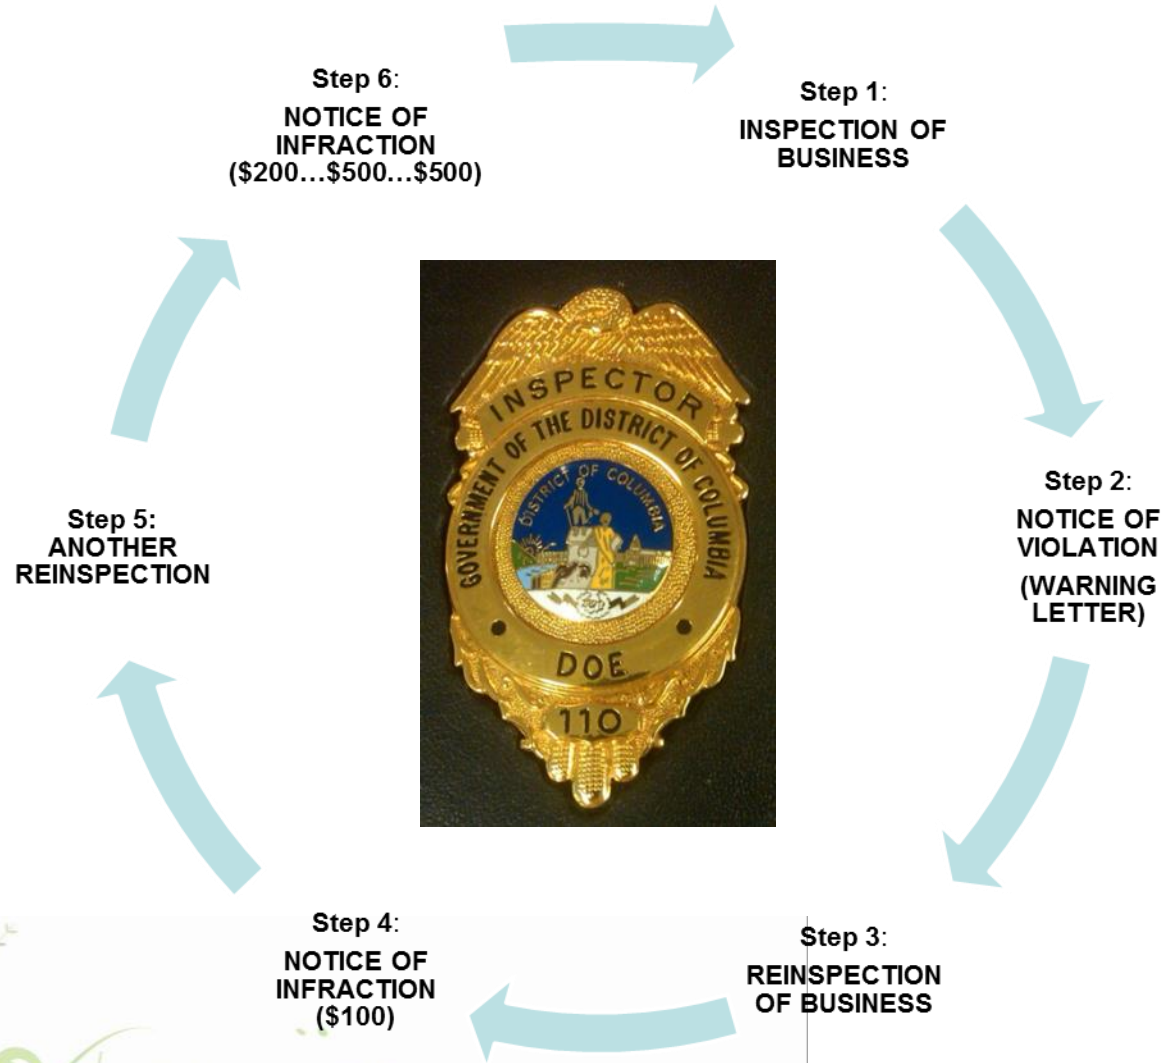 Step 1:
INSPECTION OF
BUSINESS
Step 2:
NOTICE OF
VIOLATION
(WARNING
LETTER)
Step 3:
REINSPECTION
OF BUSINESS
Step 4:
NOTICE OF
INFRACTION
($100)
Step 5:
ANOTHER
REINSPECTION
Step 6:
NOTICE OF
INFRACTION
($200...$500...$500)
INSPECTOR
GOVERNMENT OF THE DISTRICT OF COLUMBIA
DISTRICT OF COLUMBIA
DOE
110